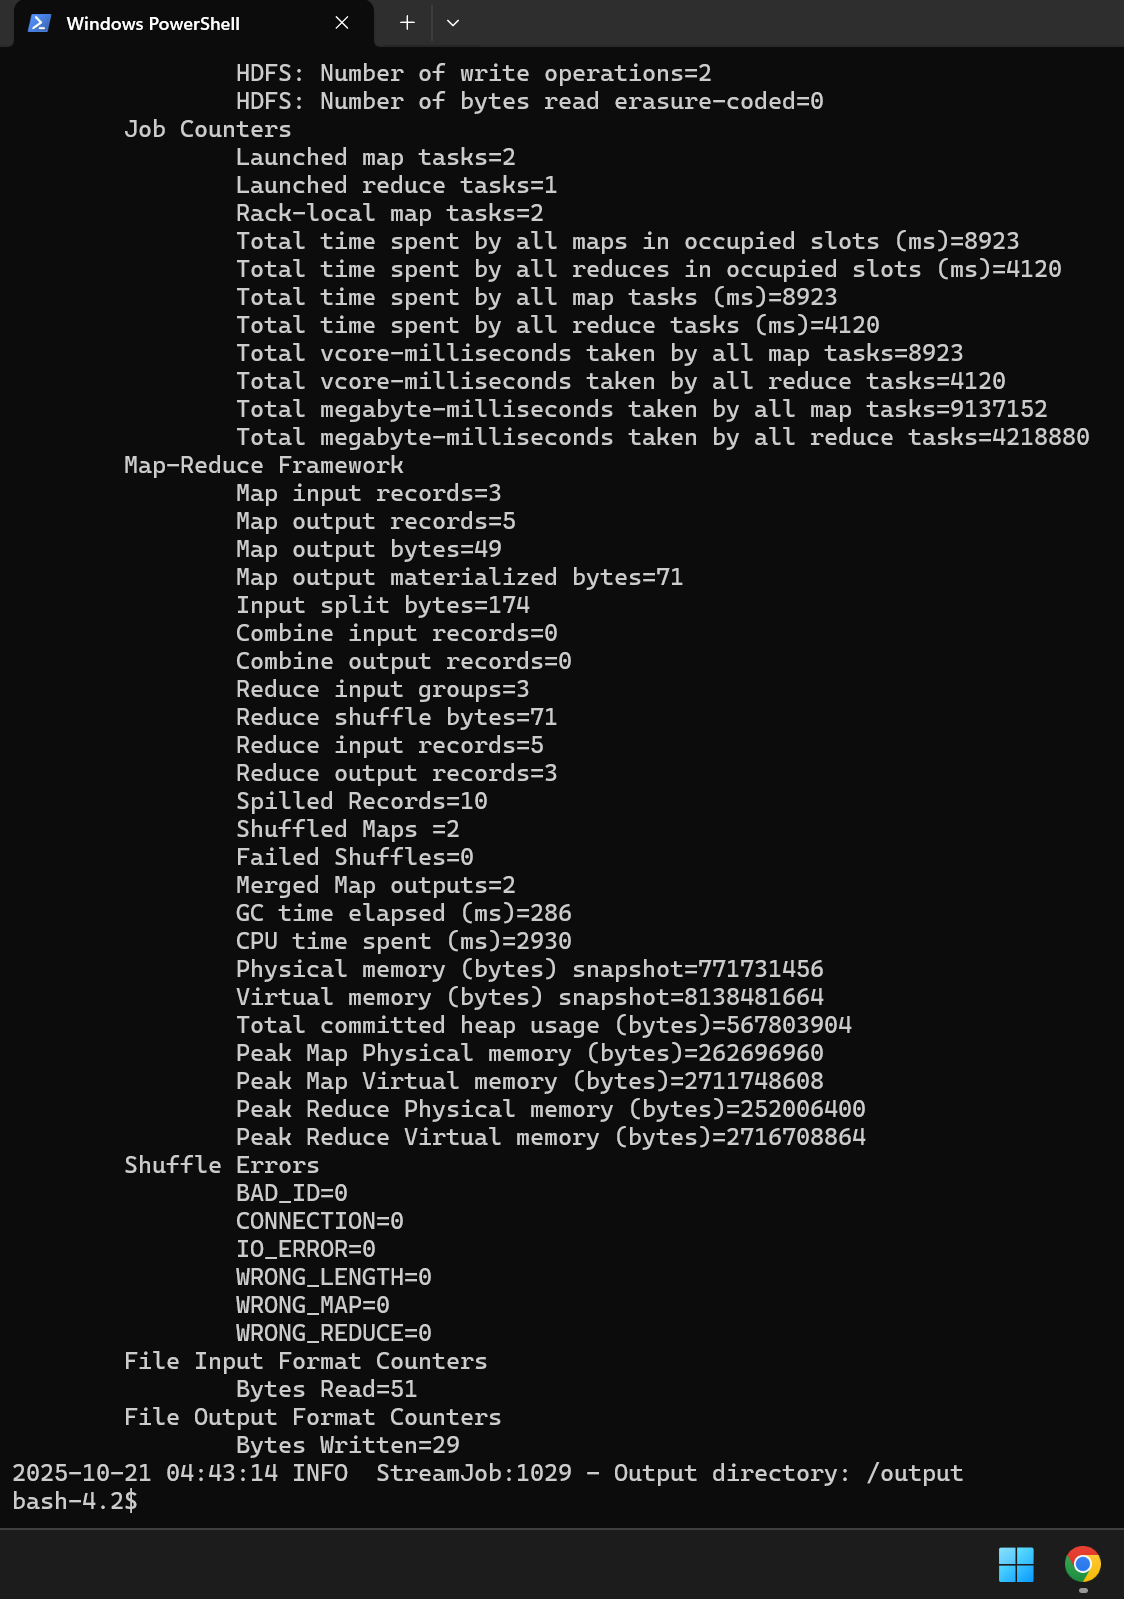 Windows PowerShell
HDFS: Number of write operations=2
HDFS: Number of bytes read erasure-coded=0
Job Counters
Launched map tasks=2
Launched reduce tasks=1
Rack-local map tasks=2
Total time spent by all maps in occupied slots (ms)=8923
Total time spent by all reduces in occupied slots (ms)=4120
Total time spent by all map tasks (ms)=8923
Total time spent by all reduce tasks (ms)=4120
Total vcore-milliseconds taken by all map tasks=8923
Total vcore-milliseconds taken by all reduce tasks=4120
Total megabyte-milliseconds taken by all map tasks=9137152
Total megabyte-milliseconds taken by all reduce tasks=4218880
Map-Reduce Framework
Map input records=3
Map output records=5
Map output bytes=49
Map output materialized bytes=71
Input split bytes=174
Combine input records=0
Combine output records=0
Reduce input groups=3
Reduce shuffle bytes=71
Reduce input records=5
Reduce output records=3
Spilled Records=10
Shuffled Maps =2
Failed Shuffles=0
Merged Map outputs=2
GC time elapsed (ms)=286
CPU time spent (ms)=2930
Physical memory (bytes) snapshot=771731456
Virtual memory (bytes) snapshot=8138481664
Total committed heap usage (bytes)=567803904
Peak Map Physical memory (bytes)=262696960
Peak Map Virtual memory (bytes)=2711748608
Peak Reduce Physical memory (bytes)=252006400
Peak Reduce Virtual memory (bytes)=2716708864
Shuffle Errors
BAD_ID=0
CONNECTION=0
IO_ERROR=0
WRONG_LENGTH=0
WRONG_MAP=0
WRONG_REDUCE=0
File Input Format Counters
Bytes Read=51
File Output Format Counters
Bytes Written=29
2025-10-21 04:43:14 INFO  StreamJob:1029 - Output directory: /output
bash-4.2$